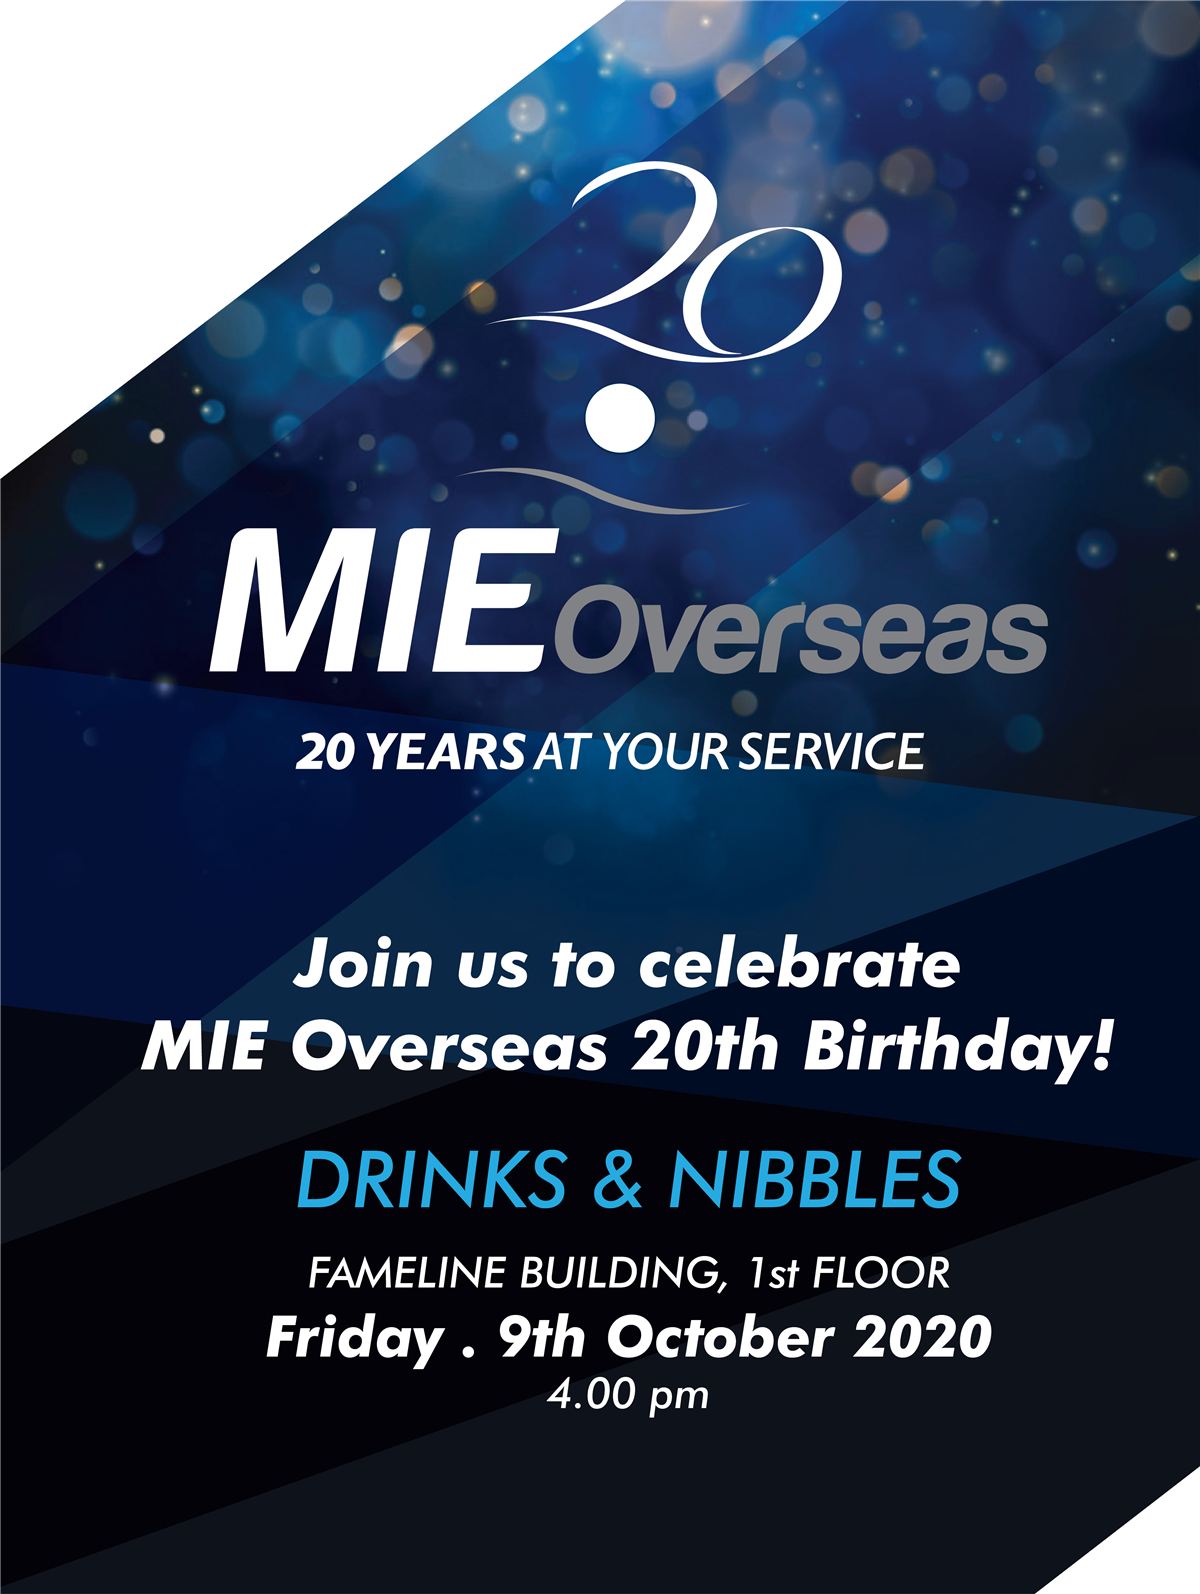 20
MIE Overseas
20 YEARS AT YOUR SERVICE
Join us to celebrate
MIE Overseas 20th Birthday!
DRINKS & NIBBLES
FAMELINE BUILDING, 1st FLOOR
Friday . 9th October 2020
4.00 pm